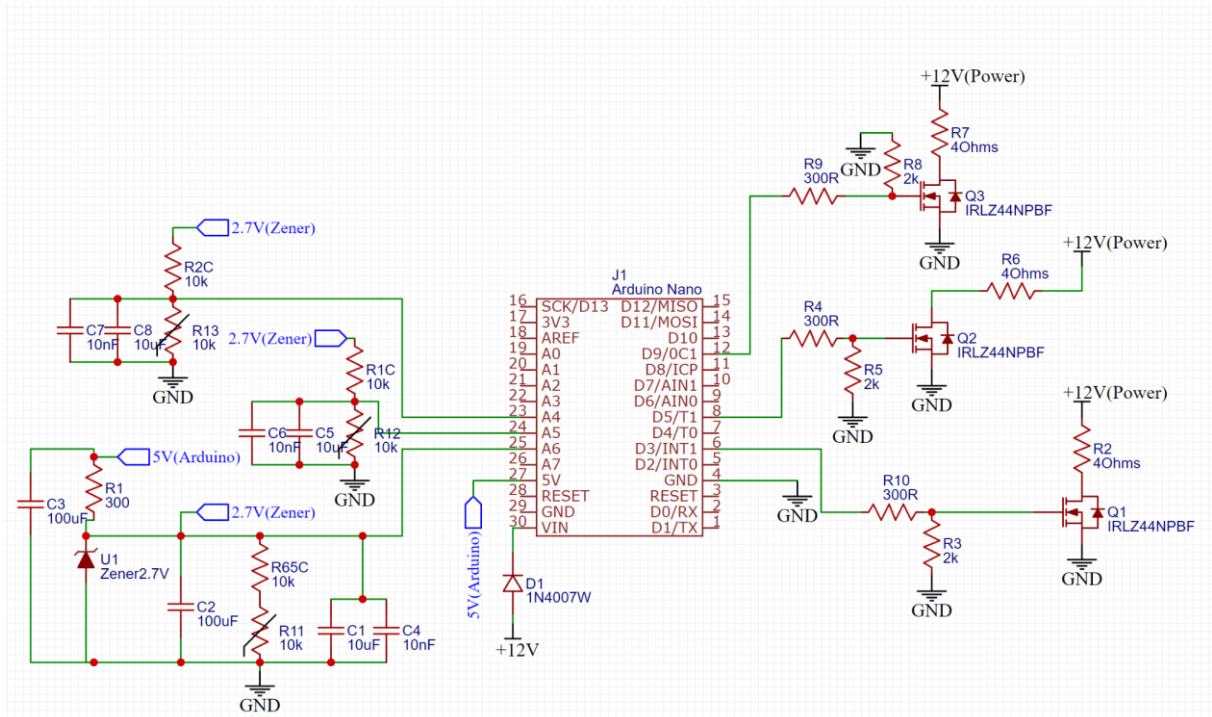 +12V(Power)
R7
4Ohms
GND
R8
2k
R9
300R
Q3
IRLZ44NPBF
GND
2.7V(Zener)
R2C
10k
C7
10nF
C8
10uF
R13
10k
GND
2.7V(Zener)
R1C
10k
C6
10nF
C5
10uF
R12
10k
GND
J1
Arduino Nano
16 SCK/D13 D12/MISO 15
17 3V3 D11/MOSI 14
18 AREF D10 13
19 A0 D9/0C1 12
20 A1 D8/ICP 11
21 A2 D7/AIN1 10
22 A3 D6/AIN0 9
23 A4 D5/T1 8
24 A5 D4/T0 7
25 A6 D3/INT1 6
26 A7 D2/INT0 5
27 5V GND 4
28 RESET RESET 3
29 GND D0/RX 2
30 VIN D1/TX 1
+12V(Power)
R6
4Ohms
R4
300R
Q2
IRLZ44NPBF
R5
2k
GND
GND
+12V(Power)
R2
4Ohms
R10
300R
Q1
IRLZ44NPBF
R3
2k
GND
GND
GND
5V(Arduino)
C3
100uF
R1
300
2.7V(Zener)
U1
Zener2.7V
C2
100uF
R65C
10k
R11
10k
C1
10uF
C4
10nF
GND
5V(Arduino)
D1
1N4007W
+12V